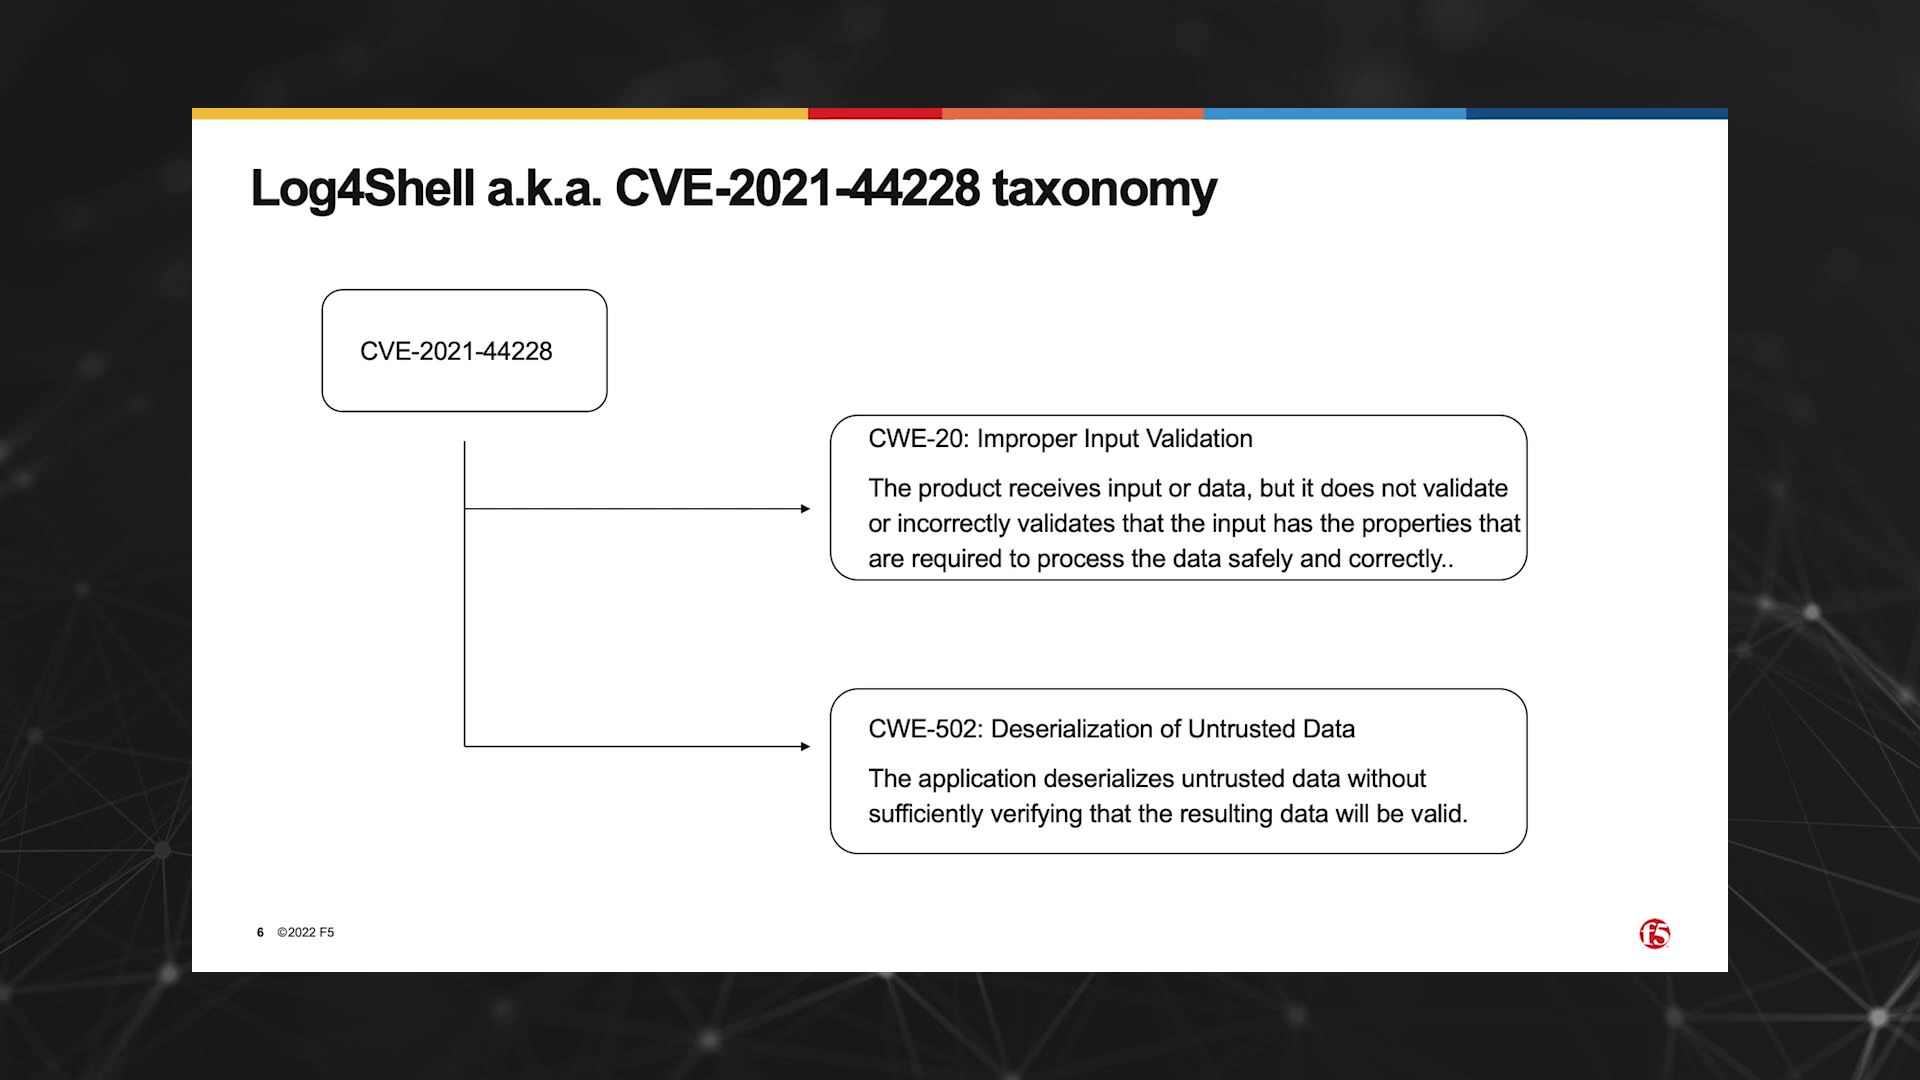 Log4Shell a.k.a. CVE-2021-44228 taxonomy
CVE-2021-44228
CWE-20: Improper Input Validation
The product receives input or data, but it does not validate
or incorrectly validates that the input has the properties that
are required to process the data safely and correctly..
CWE-502: Deserialization of Untrusted Data
The application deserializes untrusted data without
sufficiently verifying that the resulting data will be valid.
6 ©2022 F5
f5